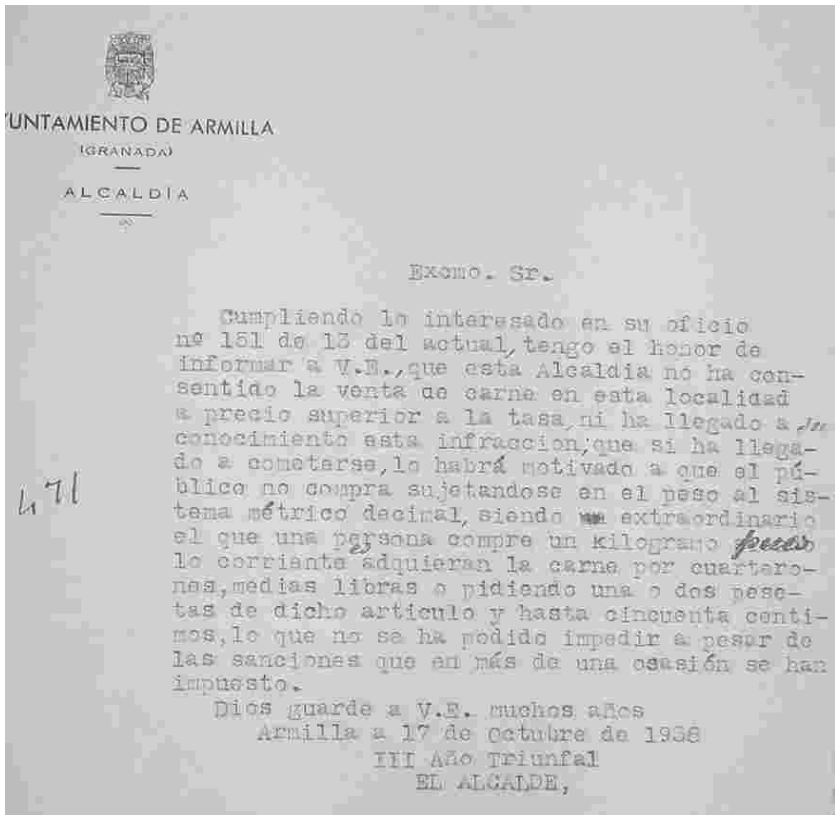 YUNTAMIENTO DE ARMILLA
(GRANADA)
ALCALDÍA
Excmo. Sr.
Cumpliendo lo interesado en su oficio
nº 151 de 13 del actual, tengo el honor de
informar a V.E., que esta Alcaldia no ha con-
sentido la venta de carne en esta localidad
a precio superior a la tasa, ni ha llegado a su
conocimiento esta infraccion; que si ha llega-
do a cometerse, lo habrá motivado a que el pú-
blico no compra sujetandose en el peso al sis-
tema métrico decimal, siendo extraordinario
el que una persona compre un kilogramo pues
lo corriente es adquieran la carne por cuartero-
nes, medias libras o pidiendo una o dos pese-
tas de dicho articulo y hasta cincuenta centi-
mos, lo que no se ha podido impedir a pesar de
las sanciones que en más de una ocasión se han
impuesto.
471
Dios guarde a V.E. muchos años
Armilla a 17 de Octubre de 1938
III Año Triunfal
EL ALCALDE,